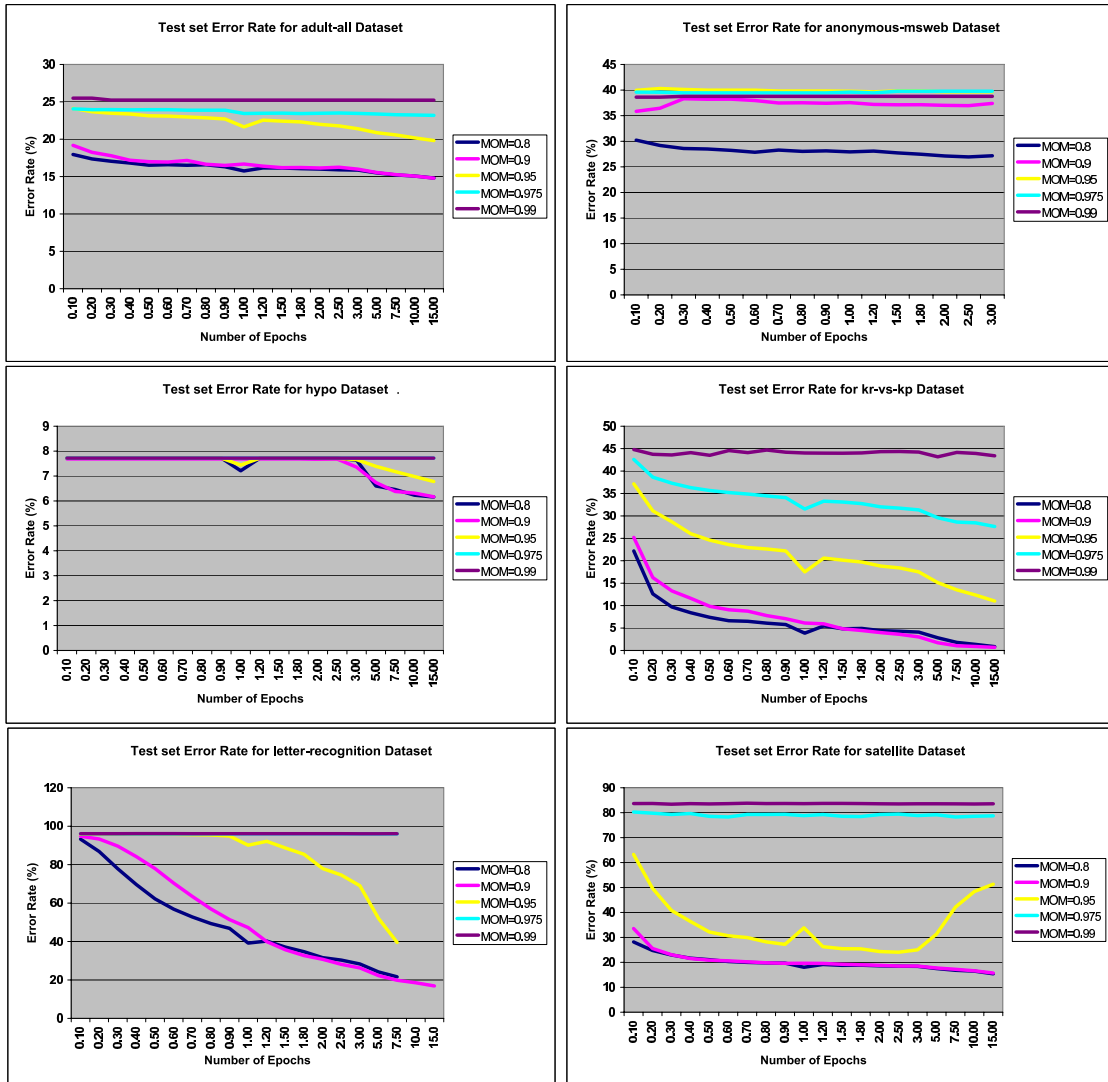 Test set Error Rate for adult-all Dataset
30
25
20
15
10
5
0
Error Rate (%)
0.10 0.20 0.30 0.40 0.50 0.60 0.70 0.80 0.90 1.00 1.20 1.50 1.80 2.00 2.50 3.00 5.00 7.50 10.00 15.00
Number of Epochs
MOM=0.8
MOM=0.9
MOM=0.95
MOM=0.975
MOM=0.99
Test set Error Rate for anonymous-msweb Dataset
45
40
35
30
25
20
15
10
5
0
Error Rate (%)
0.10 0.20 0.30 0.40 0.50 0.60 0.70 0.80 0.90 1.00 1.20 1.50 1.80 2.00 2.50 3.00
Number of Epochs
MOM=0.8
MOM=0.9
MOM=0.95
MOM=0.975
MOM=0.99
Test set Error Rate for hypo Dataset .
9
8
7
6
5
4
3
2
1
0
Error Rate (%)
0.10 0.20 0.30 0.40 0.50 0.60 0.70 0.80 0.90 1.00 1.20 1.50 1.80 2.00 2.50 3.00 5.00 7.50 10.00 15.00
Number of Epochs
MOM=0.8
MOM=0.9
MOM=0.95
MOM=0.975
MOM=0.99
Test set Error Rate for kr-vs-kp Dataset
50
45
40
35
30
25
20
15
10
5
0
Error Rate (%)
0.10 0.20 0.30 0.40 0.50 0.60 0.70 0.80 0.90 1.00 1.20 1.50 1.80 2.00 2.50 3.00 5.00 7.50 10.00 15.00
Number of Epochs
MOM=0.8
MOM=0.9
MOM=0.95
MOM=0.975
MOM=0.99
Test set Error Rate for letter-recognition Dataset
120
100
80
60
40
20
0
Error Rate (%)
0.10 0.20 0.30 0.40 0.50 0.60 0.70 0.80 0.90 1.00 1.20 1.50 1.80 2.00 2.50 3.00 5.00 7.50 10.00 15.00
Number of Epochs
MOM=0.8
MOM=0.9
MOM=0.95
MOM=0.975
MOM=0.99
Teset set Error Rate for satellite Dataset
90
80
70
60
50
40
30
20
10
0
Error Rate (%)
0.10 0.20 0.30 0.40 0.50 0.60 0.70 0.80 0.90 1.00 1.20 1.50 1.80 2.00 2.50 3.00 5.00 7.50 10.00 15.00
Number of Epochs
MOM=0.8
MOM=0.9
MOM=0.95
MOM=0.975
MOM=0.99